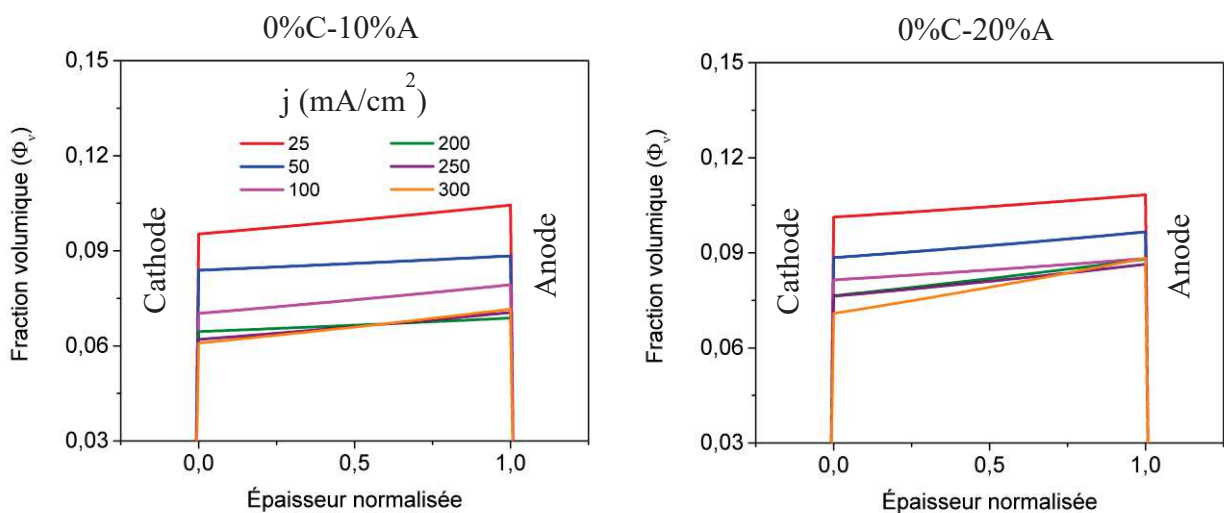 0%C-10%A
0,15
0,12
0,09
0,06
0,03
Fraction volumique (Φᵥ)
j (mA/cm²)
25
50
100
200
250
300
Cathode
Anode
0,0
0,5
1,0
Épaisseur normalisée
0%C-20%A
0,15
0,12
0,09
0,06
0,03
Fraction volumique (Φᵥ)
Cathode
Anode
0,0
0,5
1,0
Épaisseur normalisée